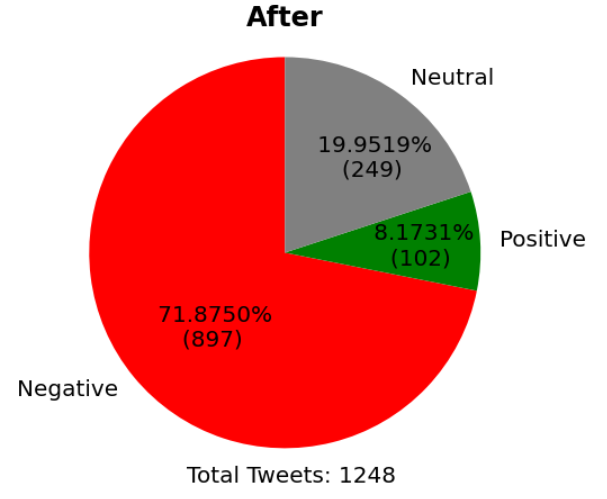 After
Neutral
19.9519%
(249)
8.1731%
(102)
Positive
71.8750%
(897)
Negative
Total Tweets: 1248